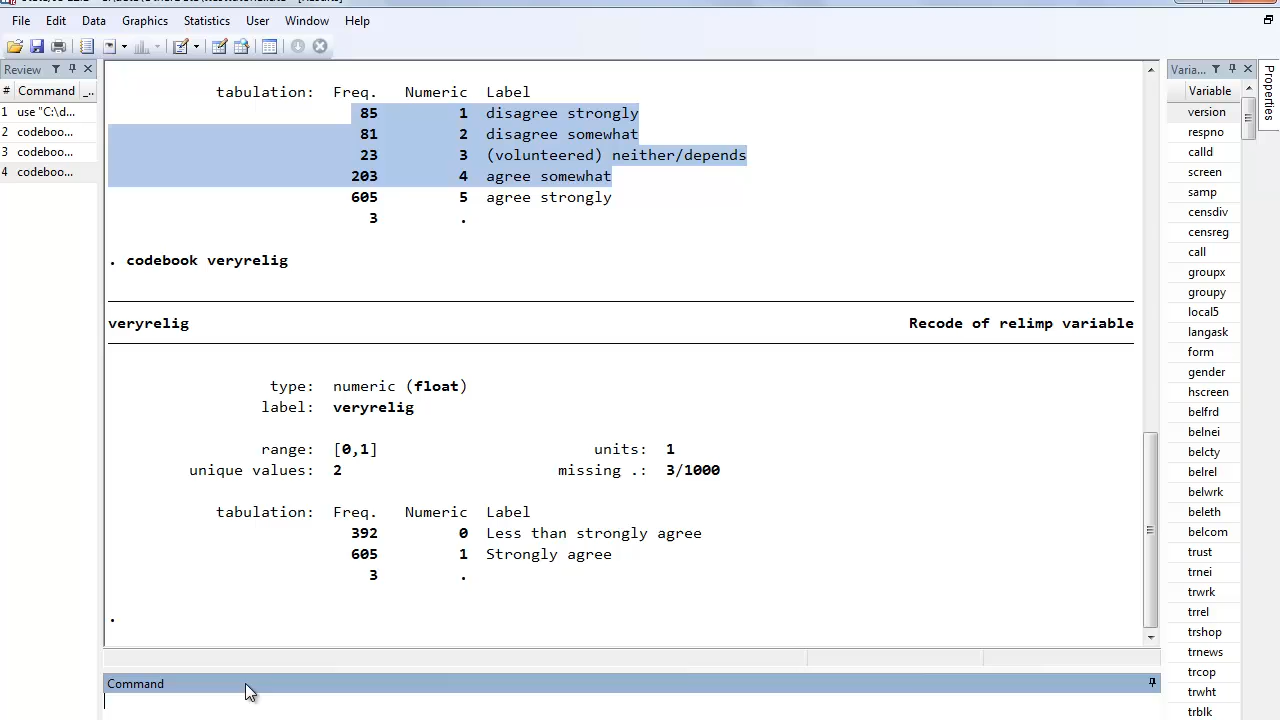 File Edit Data Graphics Statistics User Window Help
Review
# Command _..
1 use "C:\d...
2 codeboo...
3 codeboo...
4 codeboo...
tabulation: Freq. Numeric Label
85 1 disagree strongly
81 2 disagree somewhat
23 3 (volunteered) neither/depends
203 4 agree somewhat
605 5 agree strongly
3 .
. codebook veryrelig
veryrelig Recode of relimp variable
type: numeric (float)
label: veryrelig
range: [0,1] units: 1
unique values: 2 missing .: 3/1000
tabulation: Freq. Numeric Label
392 0 Less than strongly agree
605 1 Strongly agree
3 .
.
Command
Varia...
Variable
version
respno
calld
screen
samp
censdiv
censreg
call
groupx
groupy
local5
langask
form
gender
hscreen
belfrd
belnei
belcty
belrel
belwrk
beleth
belcom
trust
trnei
trwrk
trrel
trshop
trnews
trcop
trwht
trblk
Properties